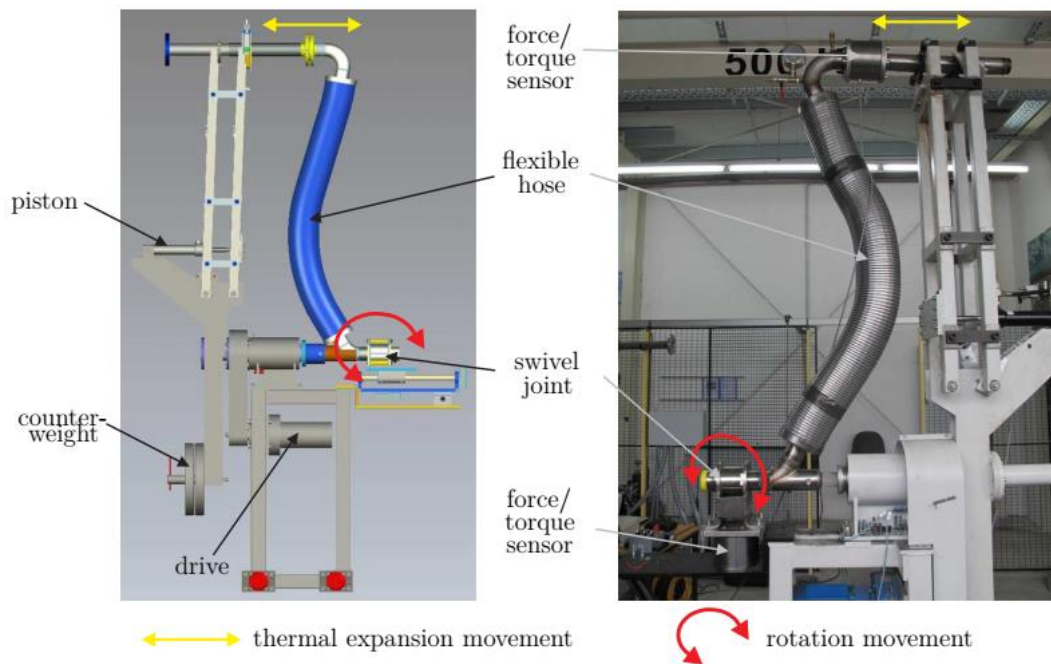 force/
torque
sensor
500
flexible
hose
piston
swivel
joint
counter-
weight
force/
torque
sensor
drive
thermal expansion movement
rotation movement